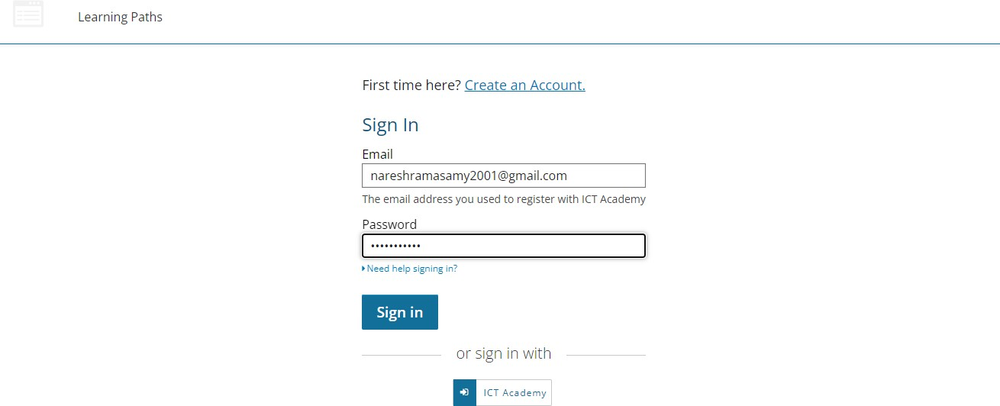 Learning Paths
First time here? Create an Account.
Sign In
Email
nareshramasamy2001@gmail.com
The email address you used to register with ICT Academy
Password
•••••••••••
Need help signing in?
Sign in
or sign in with
ICT Academy